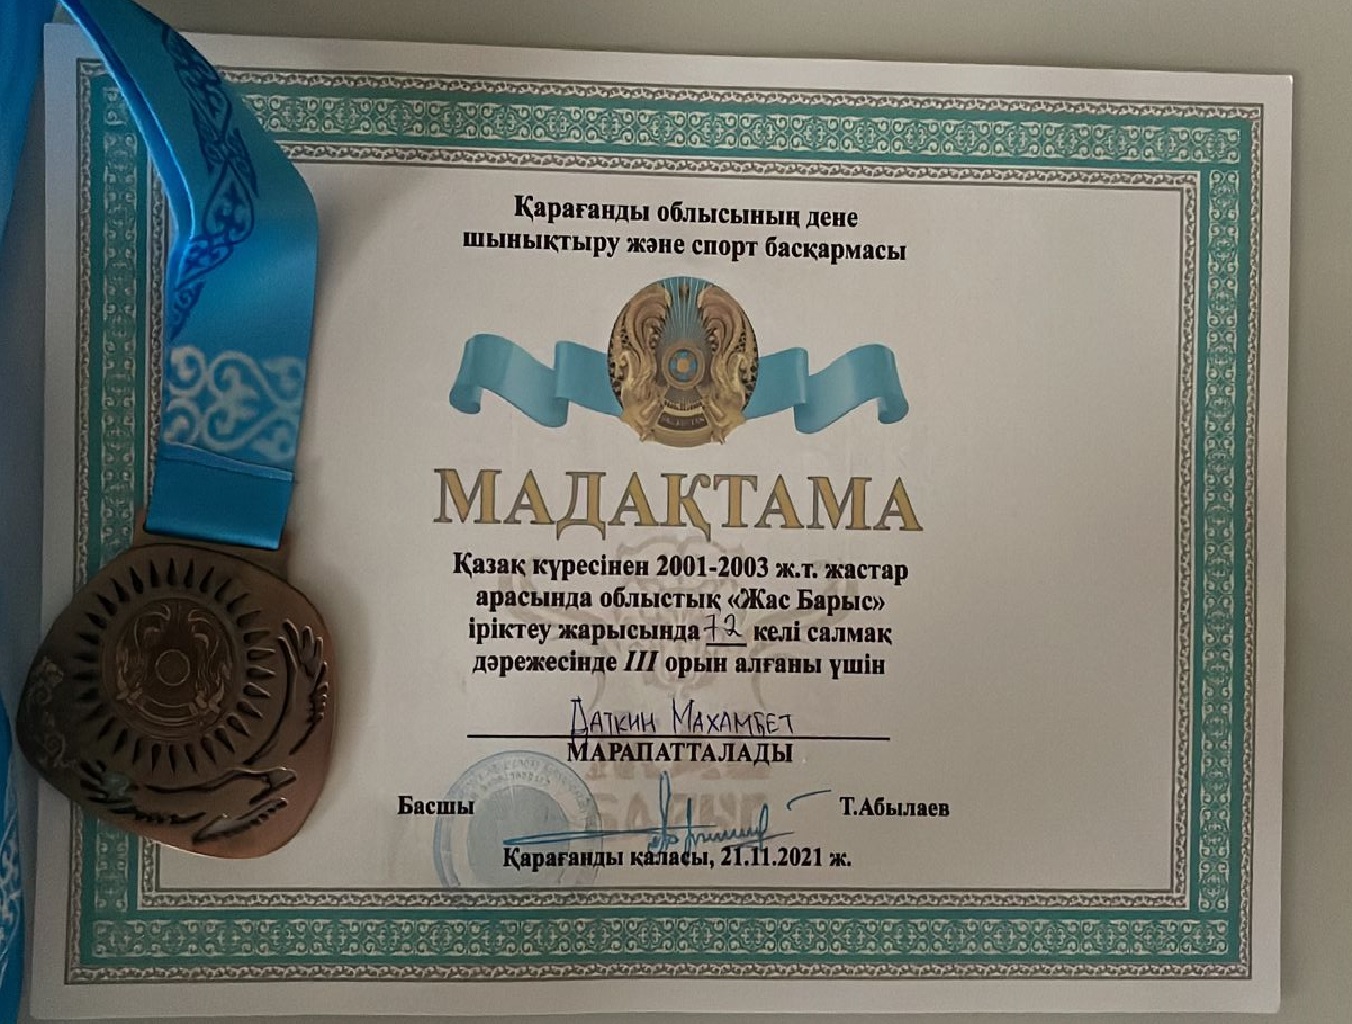 Қарағанды облысының дене
шынықтыру және спорт басқармасы
МАДАҚТАМА
Қазақ күресінен 2001-2003 ж.т. жастар
арасында облыстық «Жас Барыс»
іріктеу жарысында 72 келі салмақ
дәрежесінде III орын алғаны үшін
Даткин Махамбет
МАРАПАТТАЛАДЫ
Басшы Т.Абылаев
Қарағанды қаласы, 21.11.2021 ж.